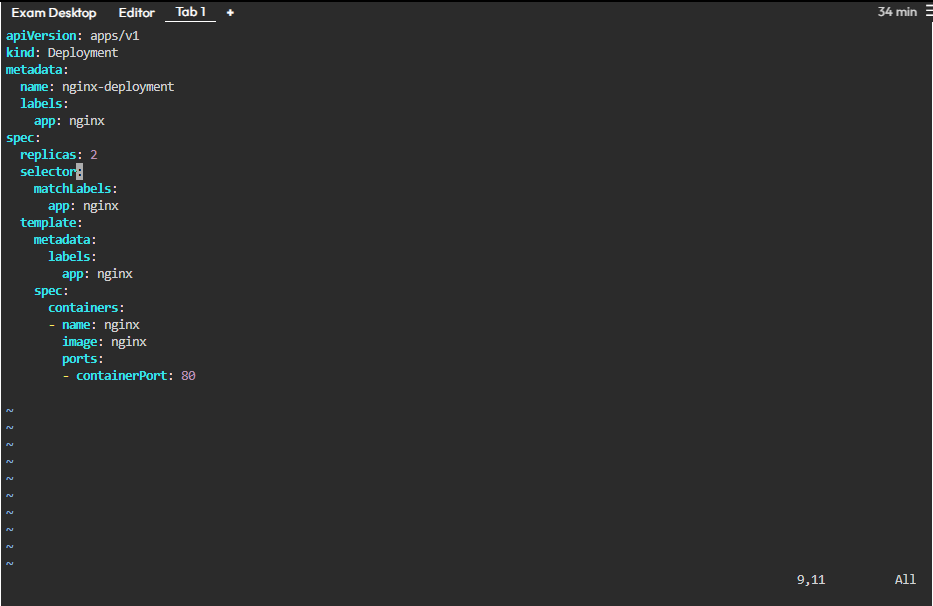 Exam Desktop Editor Tab 1 + 34 min
apiVersion: apps/v1
kind: Deployment
metadata:
  name: nginx-deployment
  labels:
    app: nginx
spec:
  replicas: 2
  selector:
    matchLabels:
      app: nginx
  template:
    metadata:
      labels:
        app: nginx
    spec:
      containers:
      - name: nginx
        image: nginx
        ports:
        - containerPort: 80
~
~
~
~
~
~
~
~
~
~
9,11 All